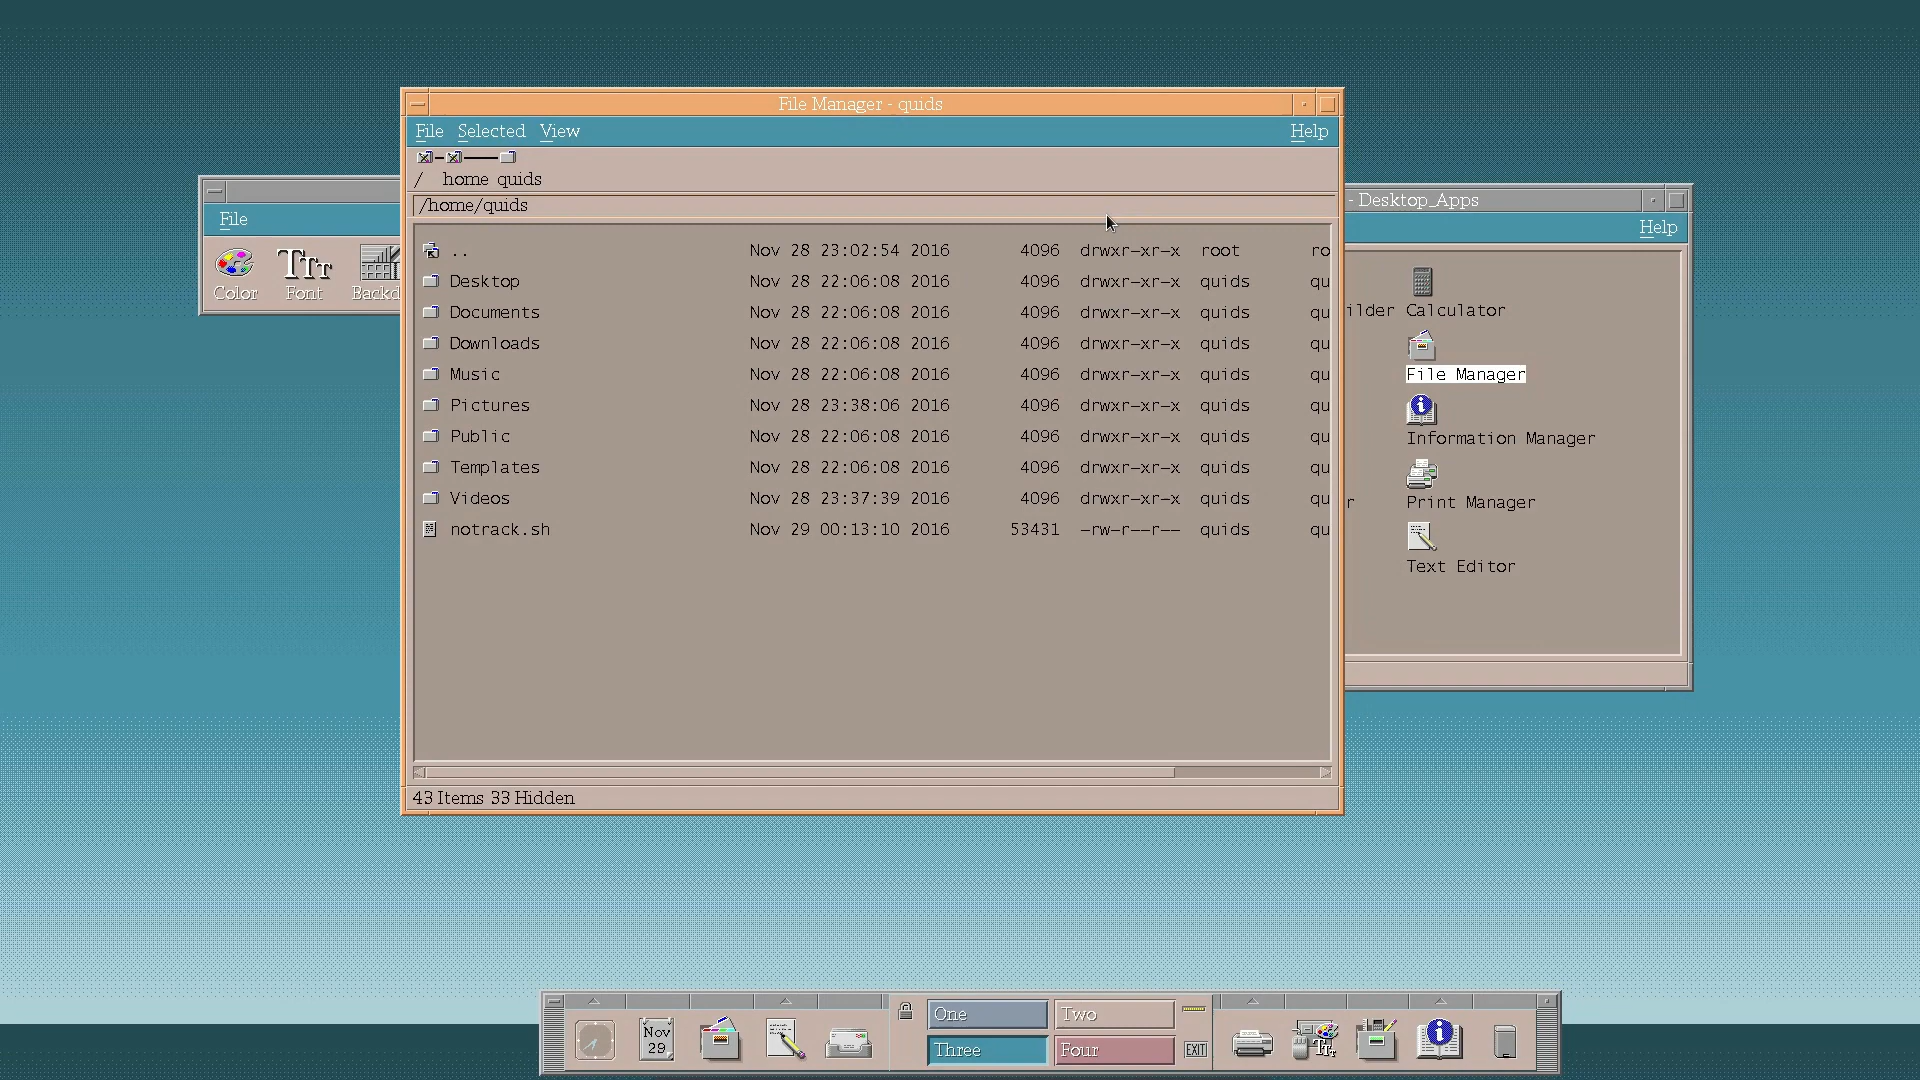 File Manager - quids
File Selected View Help
/ home quids
/home/quids
.. Nov 28 23:02:54 2016 4096 drwxr-xr-x root ro
Desktop Nov 28 22:06:08 2016 4096 drwxr-xr-x quids qu
Documents Nov 28 22:06:08 2016 4096 drwxr-xr-x quids qu
Downloads Nov 28 22:06:08 2016 4096 drwxr-xr-x quids qu
Music Nov 28 22:06:08 2016 4096 drwxr-xr-x quids qu
Pictures Nov 28 23:38:06 2016 4096 drwxr-xr-x quids qu
Public Nov 28 22:06:08 2016 4096 drwxr-xr-x quids qu
Templates Nov 28 22:06:08 2016 4096 drwxr-xr-x quids qu
Videos Nov 28 23:37:39 2016 4096 drwxr-xr-x quids qu
notrack.sh Nov 29 00:13:10 2016 53431 -rw-r--r-- quids qu
43 Items 33 Hidden
File
Color Font Backd
- Desktop_Apps
Help
ilder Calculator
File Manager
Information Manager
r Print Manager
Text Editor
Nov
29
One Two
Three Four
EXIT